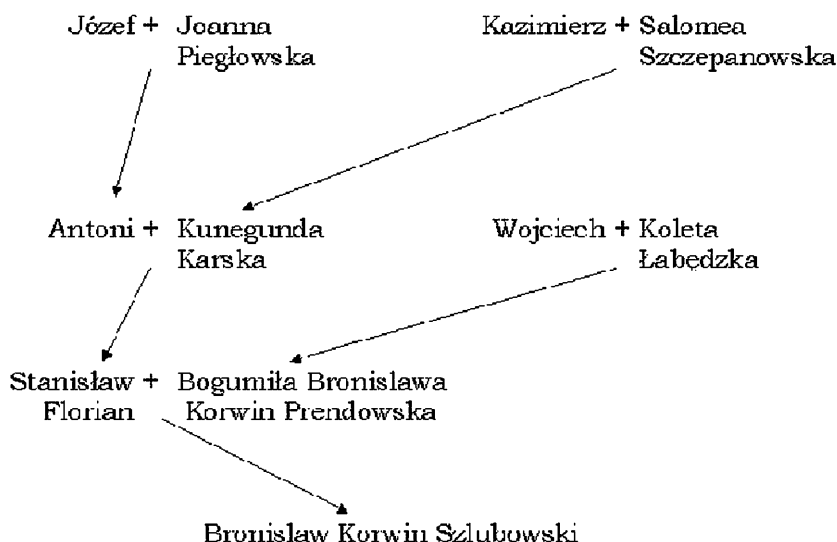 Józef + Joanna Kazimierz + Salomea
Piegłowska Szczepanowska
Antoni + Kunegunda Wojciech + Koleta
Karska Łabędzka
Stanisław + Bogumiła Bronislawa
Florian Korwin Prendowska
Bronislaw Korwin Szlubowski